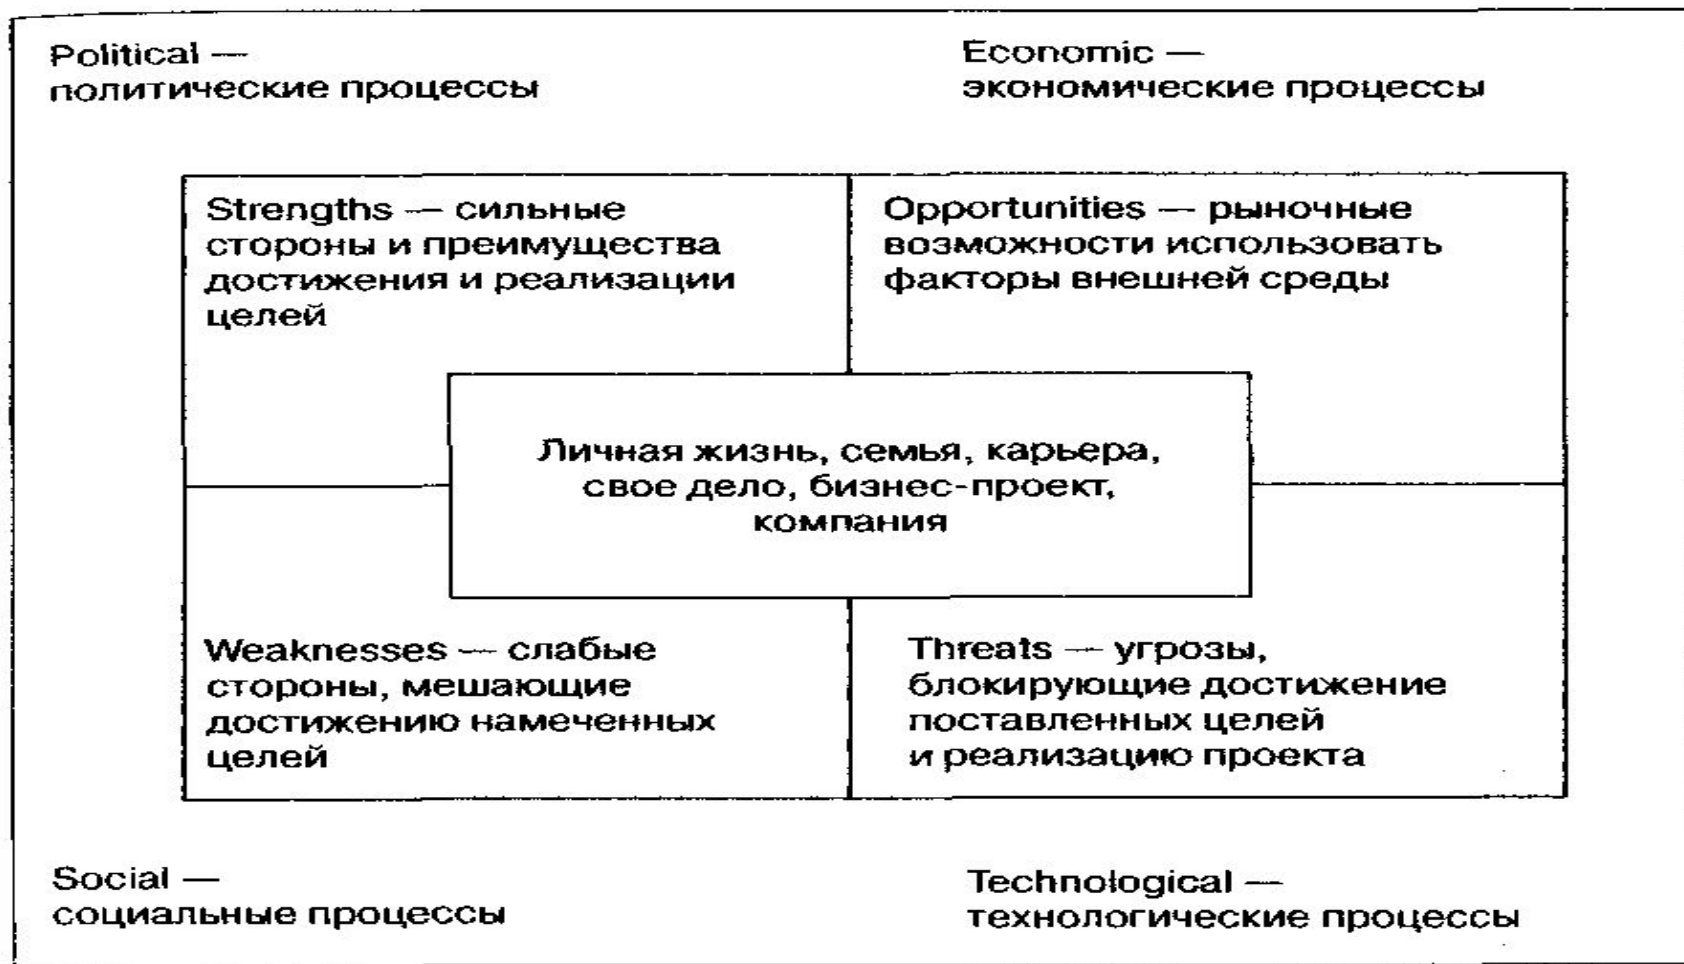 Political —
политические процессы
Economic —
экономические процессы
Strengths — сильные
стороны и преимущества
достижения и реализации
целей
Opportunities — рыночные
возможности использовать
факторы внешней среды
Личная жизнь, семья, карьера,
свое дело, бизнес-проект,
компания
Weaknesses — слабые
стороны, мешающие
достижению намеченных
целей
Threats — угрозы,
блокирующие достижение
поставленных целей
и реализацию проекта
Social —
социальные процессы
Technological —
технологические процессы